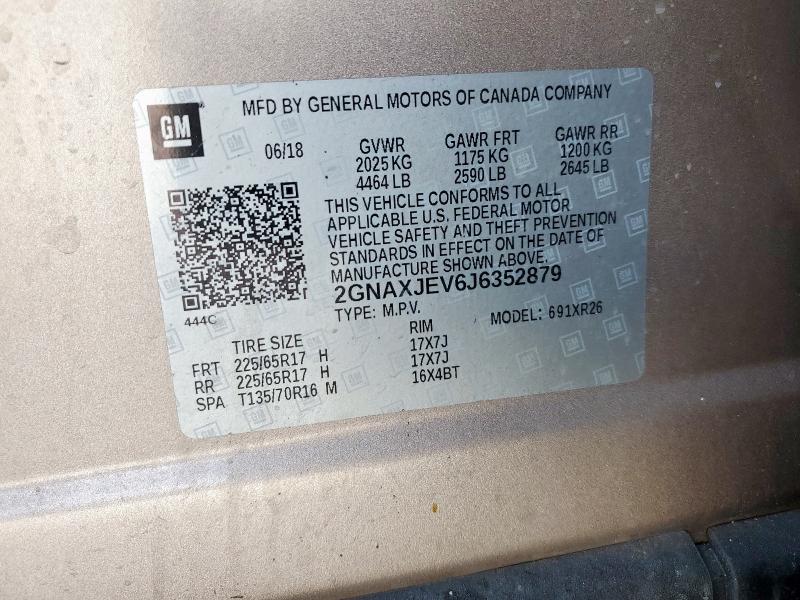 MFD BY GENERAL MOTORS OF CANADA COMPANY
GM
06/18 GVWR GAWR FRT GAWR RR
2025 KG 1175 KG 1200 KG
4464 LB 2590 LB 2645 LB
THIS VEHICLE CONFORMS TO ALL
APPLICABLE U.S. FEDERAL MOTOR
VEHICLE SAFETY AND THEFT PREVENTION
STANDARDS IN EFFECT ON THE DATE OF
MANUFACTURE SHOWN ABOVE.
2GNAXJEV6J6352879
444C
TYPE: M.P.V. MODEL: 691XR26
TIRE SIZE RIM
FRT 225/65R17 H 17X7J
RR 225/65R17 H 17X7J
SPA T135/70R16 M 16X4BT